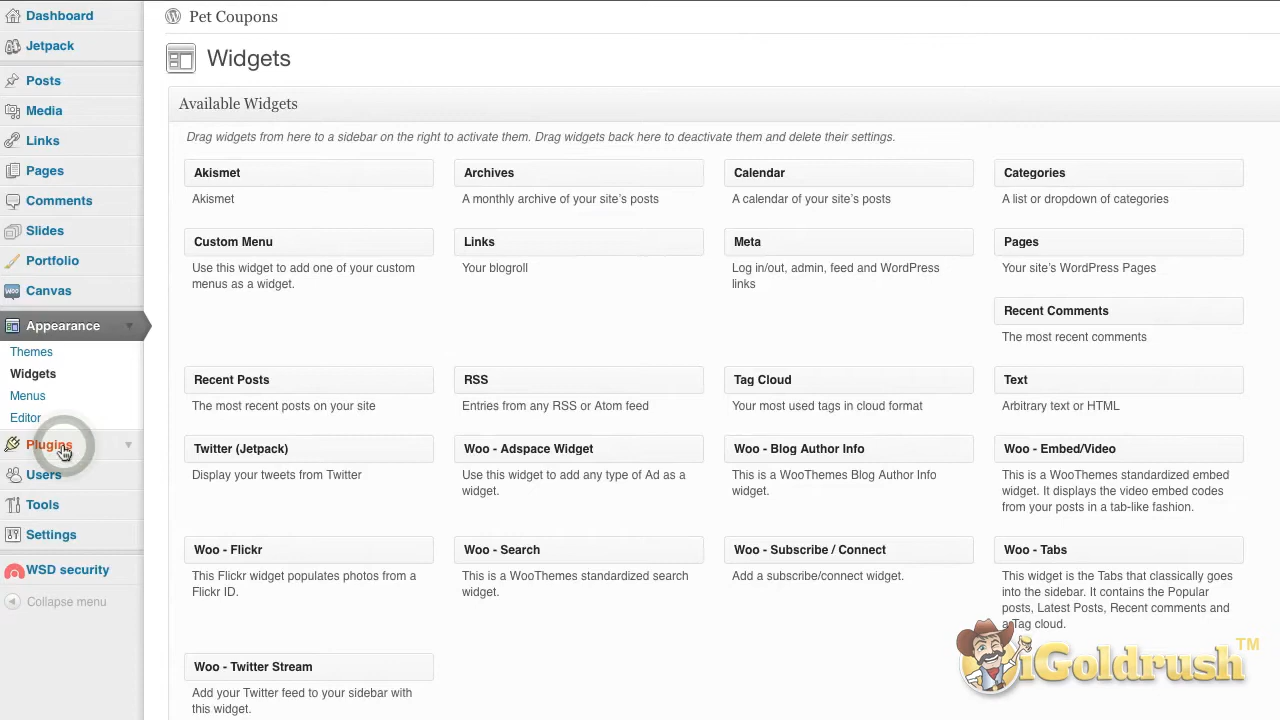 Dashboard
Jetpack
Posts
Media
Links
Pages
Comments
Slides
Portfolio
Canvas
Appearance
Themes
Widgets
Menus
Editor
Plugins
Users
Tools
Settings
WSD security
Collapse menu
Pet Coupons
Widgets
Available Widgets
Drag widgets from here to a sidebar on the right to activate them. Drag widgets back here to deactivate them and delete their settings.
Akismet
Akismet
Archives
A monthly archive of your site's posts
Calendar
A calendar of your site's posts
Categories
A list or dropdown of categories
Custom Menu
Use this widget to add one of your custom
menus as a widget.
Links
Your blogroll
Meta
Log in/out, admin, feed and WordPress
links
Pages
Your site's WordPress Pages
Recent Comments
The most recent comments
Recent Posts
The most recent posts on your site
RSS
Entries from any RSS or Atom feed
Tag Cloud
Your most used tags in cloud format
Text
Arbitrary text or HTML
Twitter (Jetpack)
Display your tweets from Twitter
Woo - Adspace Widget
Use this widget to add any type of Ad as a
widget.
Woo - Blog Author Info
This is a WooThemes Blog Author Info
widget.
Woo - Embed/Video
This is a WooThemes standardized embed
widget. It displays the video embed codes
from your posts in a tab-like fashion.
Woo - Flickr
This Flickr widget populates photos from a
Flickr ID.
Woo - Search
This is a WooThemes standardized search
widget.
Woo - Subscribe / Connect
Add a subscribe/connect widget.
Woo - Tabs
This widget is the Tabs that classically goes
into the sidebar. It contains the Popular
posts, Latest Posts, Recent comments and
a Tag cloud.
Woo - Twitter Stream
Add your Twitter feed to your sidebar with
this widget.
iGoldrush™